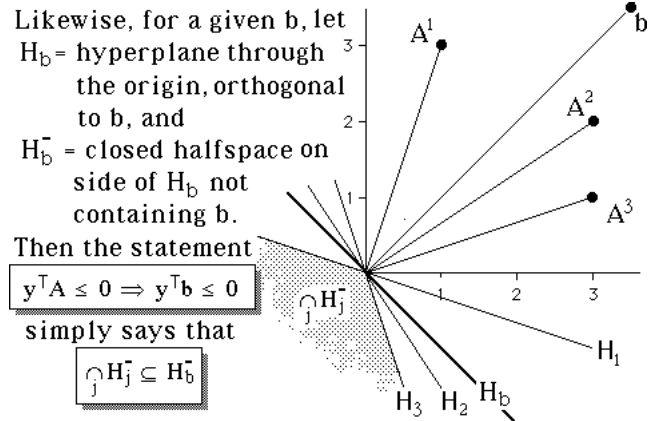 Likewise, for a given b, let
H_b = hyperplane through
the origin, orthogonal
to b, and
H_b^- = closed halfspace on
side of H_b not
containing b.
Then the statement
y^T A ≤ 0 ⇒ y^T b ≤ 0
simply says that
∩_j H_j^- ⊆ H_b^-
A^1
b
3
A^2
2
A^3
1
∩_j H_j^-
1
2
3
H_1
H_3
H_2
H_b